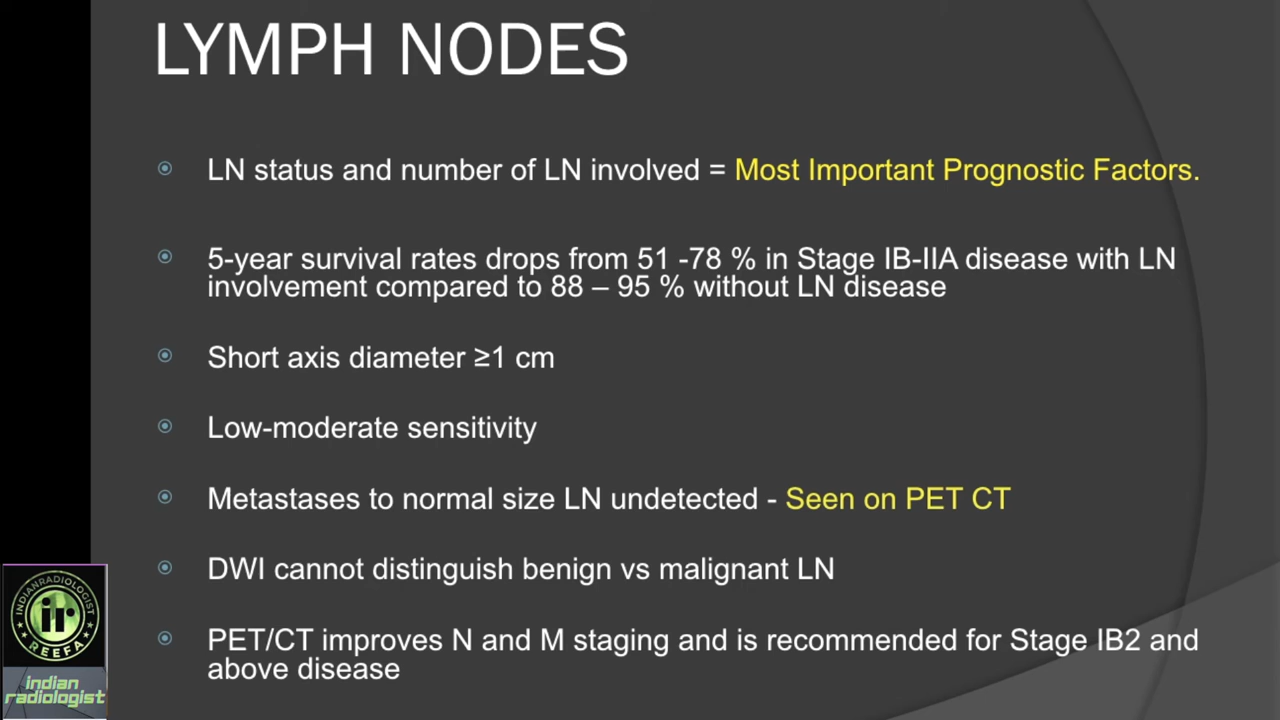 LYMPH NODES
LN status and number of LN involved = Most Important Prognostic Factors.
5-year survival rates drops from 51 -78 % in Stage IB-IIA disease with LN
involvement compared to 88 – 95 % without LN disease
Short axis diameter ≥1 cm
Low-moderate sensitivity
Metastases to normal size LN undetected - Seen on PET CT
DWI cannot distinguish benign vs malignant LN
PET/CT improves N and M staging and is recommended for Stage IB2 and
above disease
INDIANRADIOLOGIST
ir
REEFA
indian
radiologist